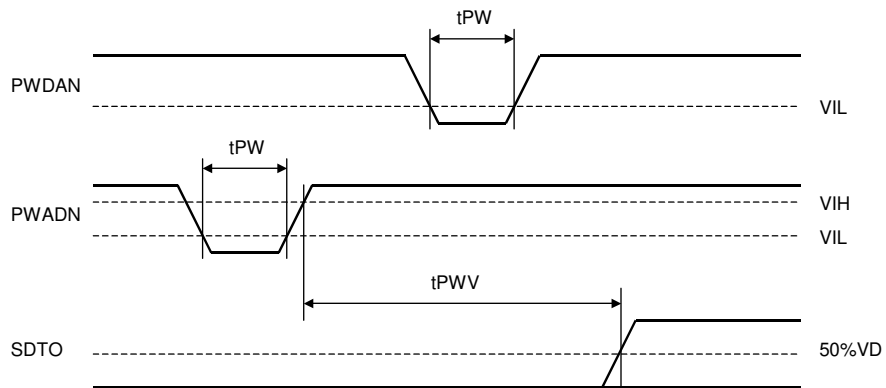 tPW
PWDAN
VIL
tPW
PWADN
VIH
VIL
tPWV
SDTO
50%VD